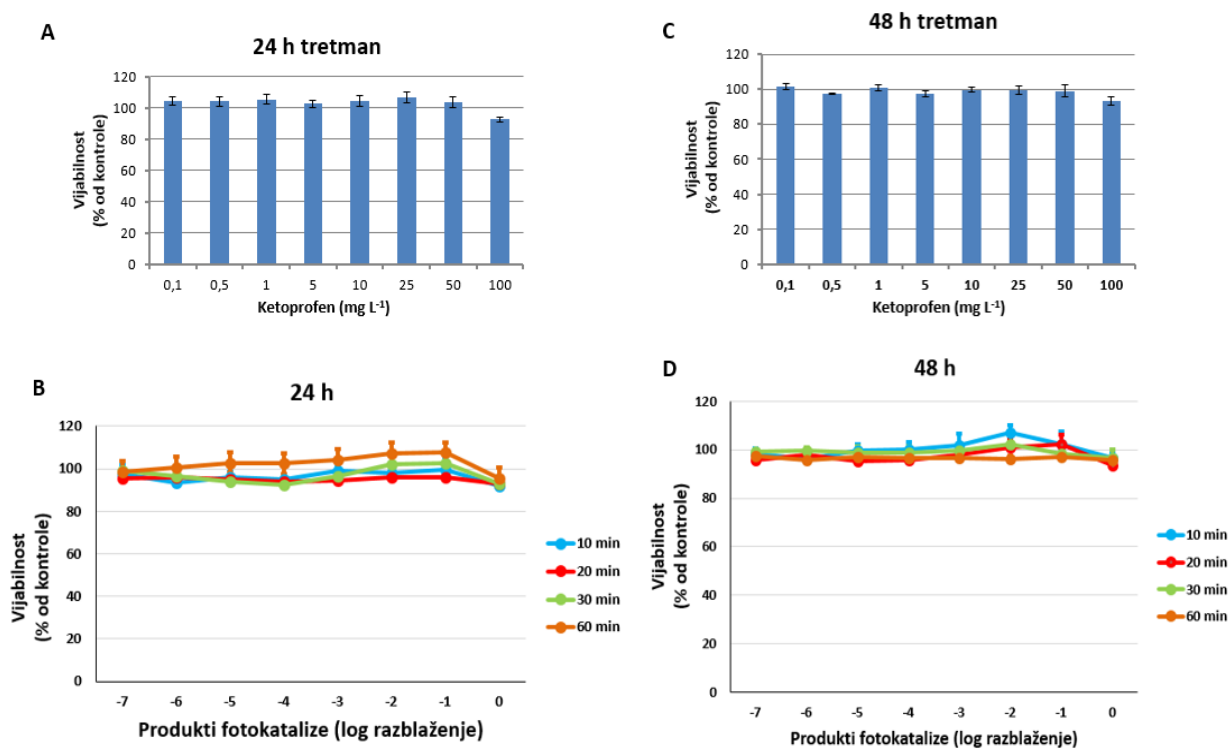 A
24 h tretman
120
100
80
60
40
20
0
Vijabilnost
(% od kontrole)
0,1 0,5 1 5 10 25 50 100
Ketoprofen (mg L⁻¹)
C
48 h tretman
120
100
80
60
40
20
0
Vijabilnost
(% od kontrole)
0,1 0,5 1 5 10 25 50 100
Ketoprofen (mg L⁻¹)
B
24 h
120
100
80
60
40
20
0
Vijabilnost
(% od kontrole)
-7 -6 -5 -4 -3 -2 -1 0
Produkti fotokatalize (log razblaženje)
10 min
20 min
30 min
60 min
D
48 h
120
100
80
60
40
20
0
Vijabilnost
(% od kontrole)
-7 -6 -5 -4 -3 -2 -1 0
Produkti fotokatalize (log razblaženje)
10 min
20 min
30 min
60 min